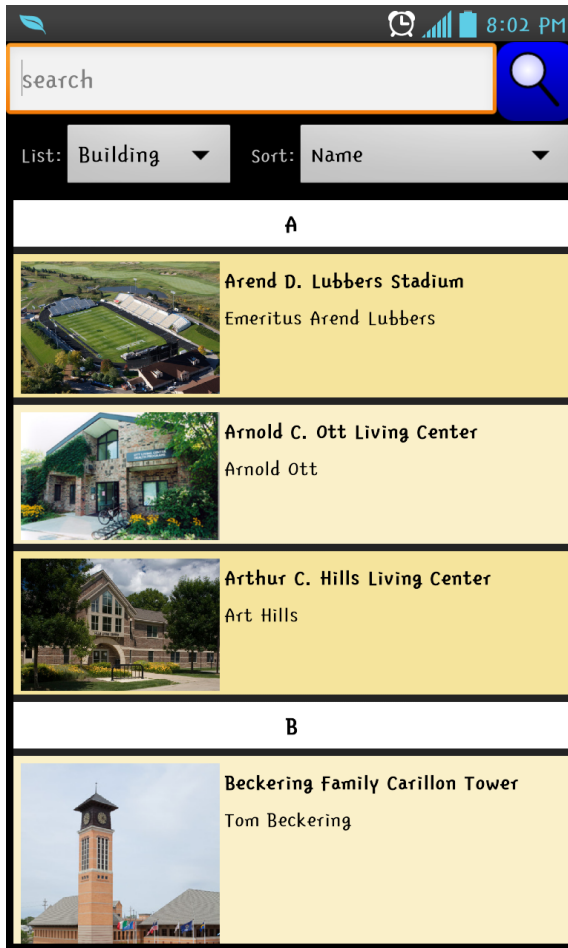 8:02 PM
search
List: Building Sort: Name
A
Arend D. Lubbers Stadium
Emeritus Arend Lubbers
Arnold C. Ott Living Center
Arnold Ott
Arthur C. Hills Living Center
Art Hills
B
Beckering Family Carillon Tower
Tom Beckering